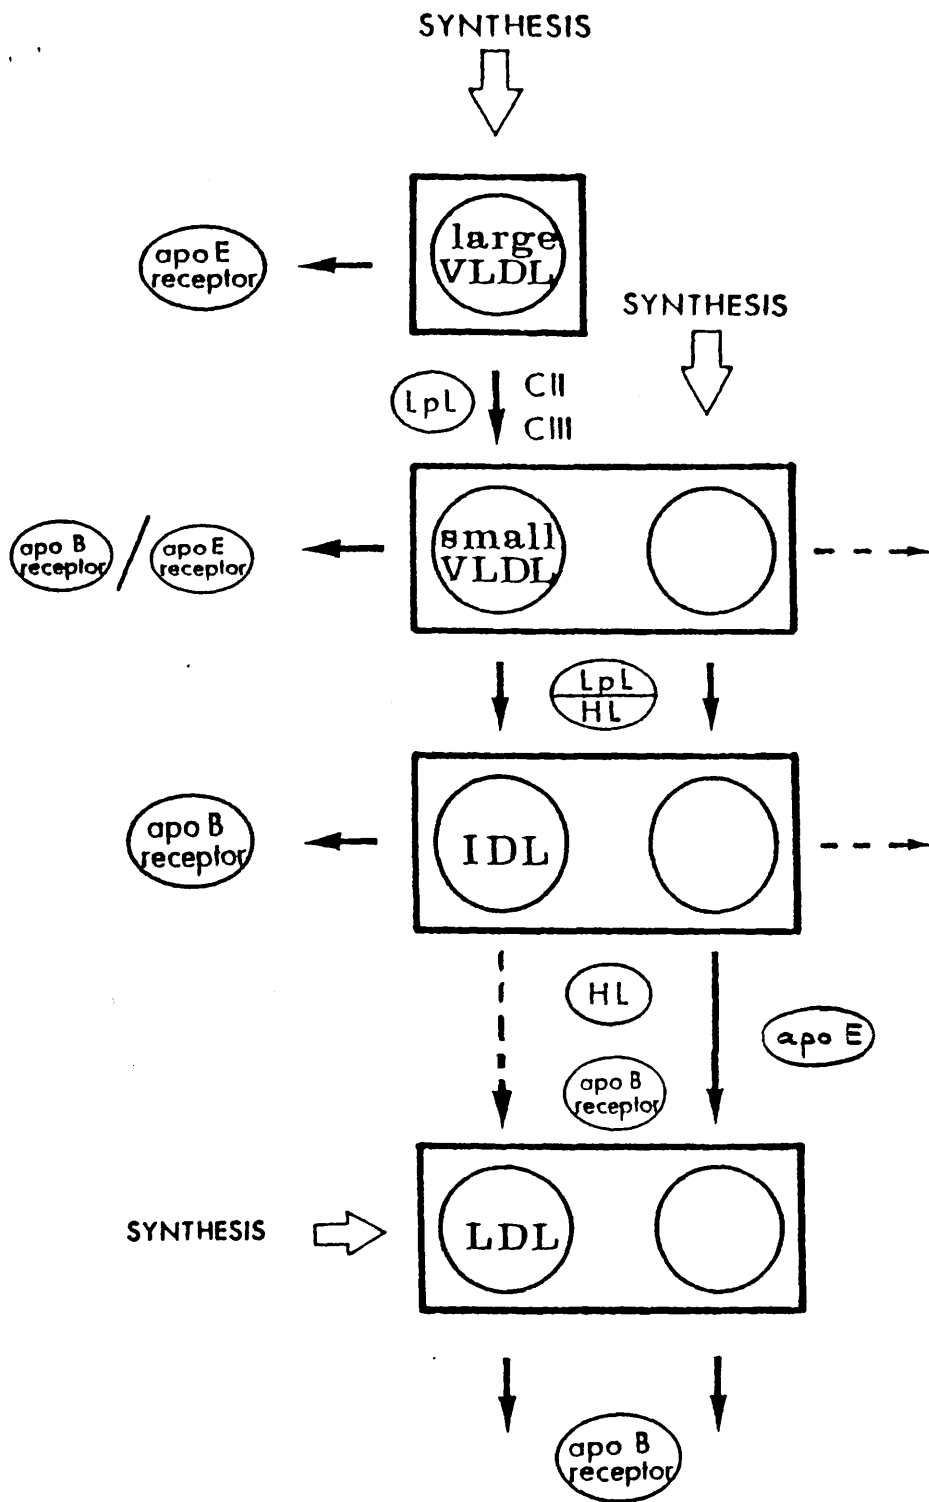 SYNTHESIS
large
VLDL
apo E
receptor
SYNTHESIS
LpL
CII
CIII
apo B
receptor
/
apo E
receptor
small
VLDL
LpL
HL
apo B
receptor
IDL
HL
apo E
apo B
receptor
SYNTHESIS
LDL
apo B
receptor